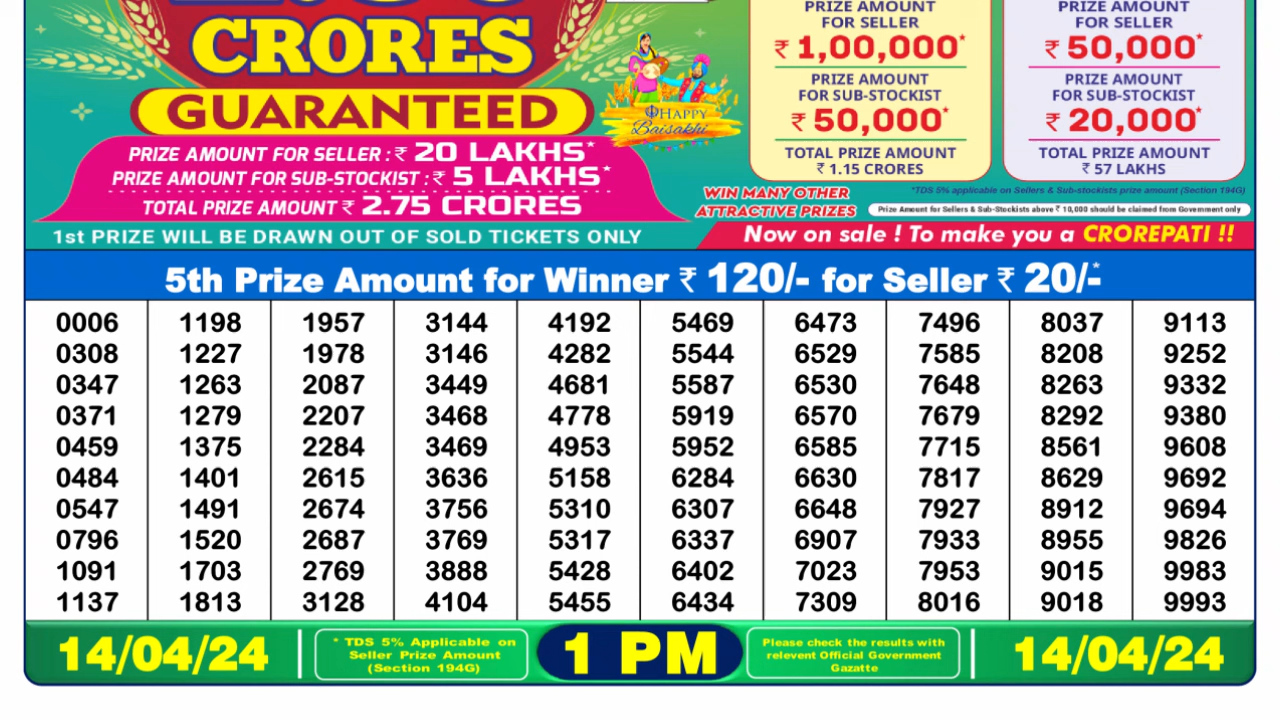 CRORES
GUARANTEED
PRIZE AMOUNT FOR SELLER : ₹ 20 LAKHS*
PRIZE AMOUNT FOR SUB-STOCKIST : ₹ 5 LAKHS*
TOTAL PRIZE AMOUNT ₹ 2.75 CRORES
1st PRIZE WILL BE DRAWN OUT OF SOLD TICKETS ONLY
HAPPY
Baisakhi
PRIZE AMOUNT
FOR SELLER
₹ 1,00,000*
PRIZE AMOUNT
FOR SUB-STOCKIST
₹ 50,000*
TOTAL PRIZE AMOUNT
₹ 1.15 CRORES
PRIZE AMOUNT
FOR SELLER
₹ 50,000*
PRIZE AMOUNT
FOR SUB-STOCKIST
₹ 20,000*
TOTAL PRIZE AMOUNT
₹ 57 LAKHS
WIN MANY OTHER
ATTRACTIVE PRIZES
*TDS 5% applicable on Sellers & Sub-stockists prize amount (Section 194G)
Prize Amount for Sellers & Sub-Stockists above ₹ 10,000 should be claimed from Government only
Now on sale ! To make you a CROREPATI !!
5th Prize Amount for Winner ₹ 120/- for Seller ₹ 20/-*
0006 1198 1957 3144 4192 5469 6473 7496 8037 9113
0308 1227 1978 3146 4282 5544 6529 7585 8208 9252
0347 1263 2087 3449 4681 5587 6530 7648 8263 9332
0371 1279 2207 3468 4778 5919 6570 7679 8292 9380
0459 1375 2284 3469 4953 5952 6585 7715 8561 9608
0484 1401 2615 3636 5158 6284 6630 7817 8629 9692
0547 1491 2674 3756 5310 6307 6648 7927 8912 9694
0796 1520 2687 3769 5317 6337 6907 7933 8955 9826
1091 1703 2769 3888 5428 6402 7023 7953 9015 9983
1137 1813 3128 4104 5455 6434 7309 8016 9018 9993
14/04/24
* TDS 5% Applicable on
Seller Prize Amount
(Section 194G)
1 PM
Please check the results with
relevent Official Government
Gazatte
14/04/24